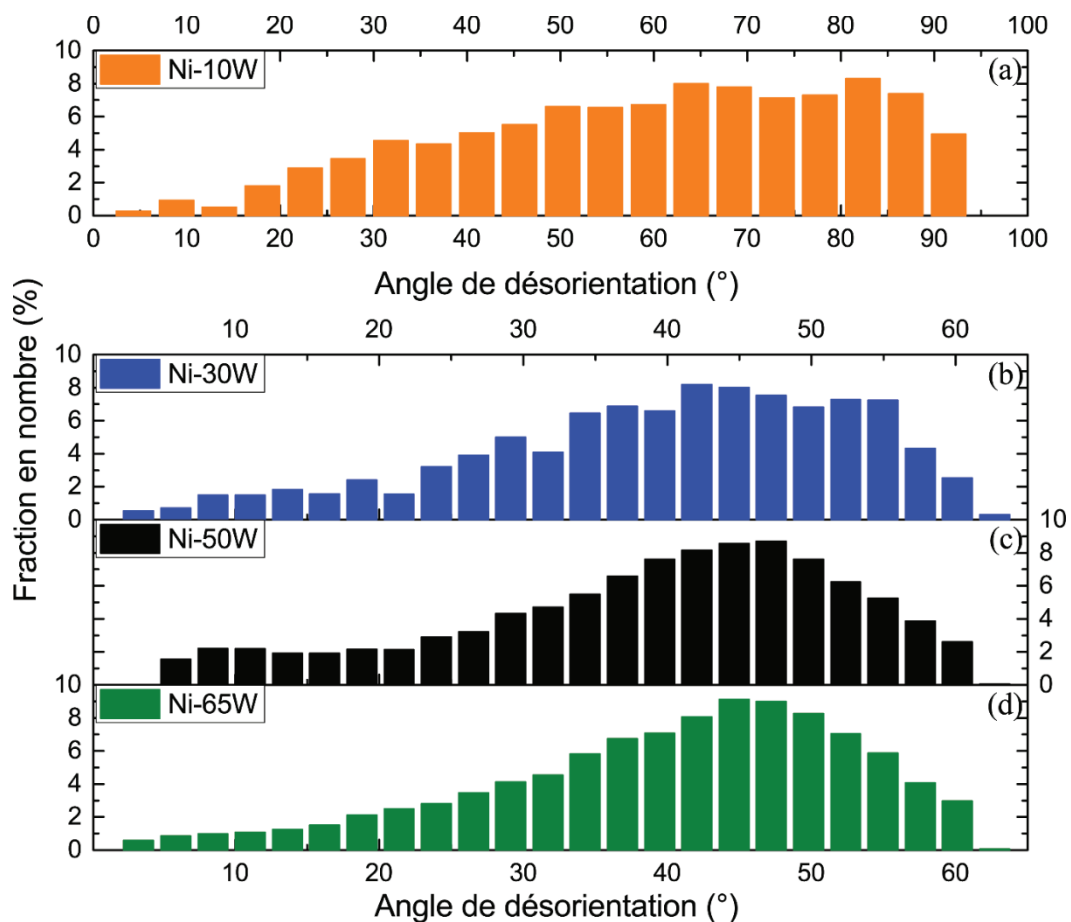 0 10 20 30 40 50 60 70 80 90 100
10 Ni-10W (a)
8
6
4
2
0
0 10 20 30 40 50 60 70 80 90 100
Angle de désorientation (°)
Fraction en nombre (%)
10 20 30 40 50 60
10 Ni-30W (b)
8
6
4
2
0 10
Ni-50W (c)
8
6
4
2
10 0
Ni-65W (d)
8
6
4
2
0
10 20 30 40 50 60
Angle de désorientation (°)